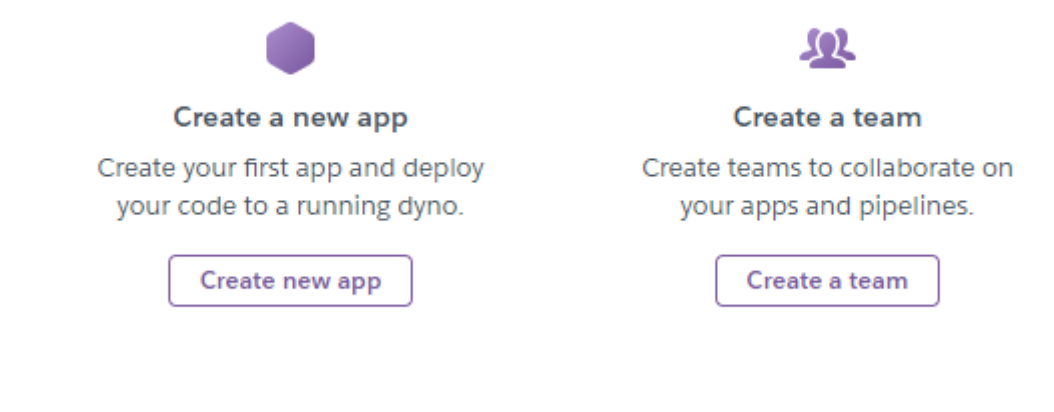 Create a new app
Create your first app and deploy
your code to a running dyno.
Create new app
Create a team
Create teams to collaborate on
your apps and pipelines.
Create a team